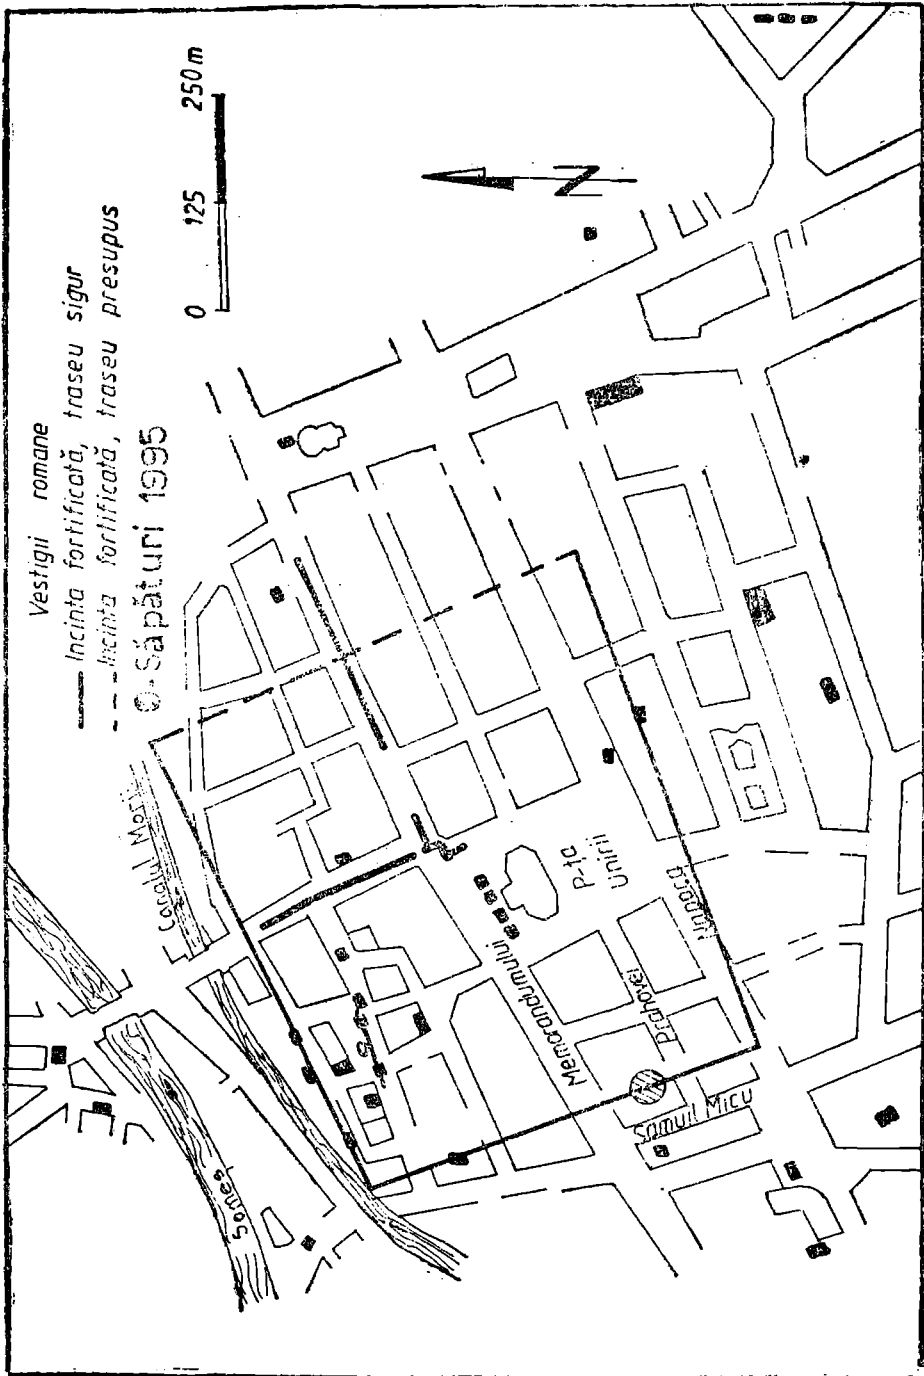 Vestigii romane
Incinta fortificată, traseu sigur
Incinta fortificată, traseu presupus
Săpături 1995
0 125 250 m
N
Canalul Morii
Someș
Memorandumului
P-ța
Unirii
Prahovei
Napoca
Samuil Micu